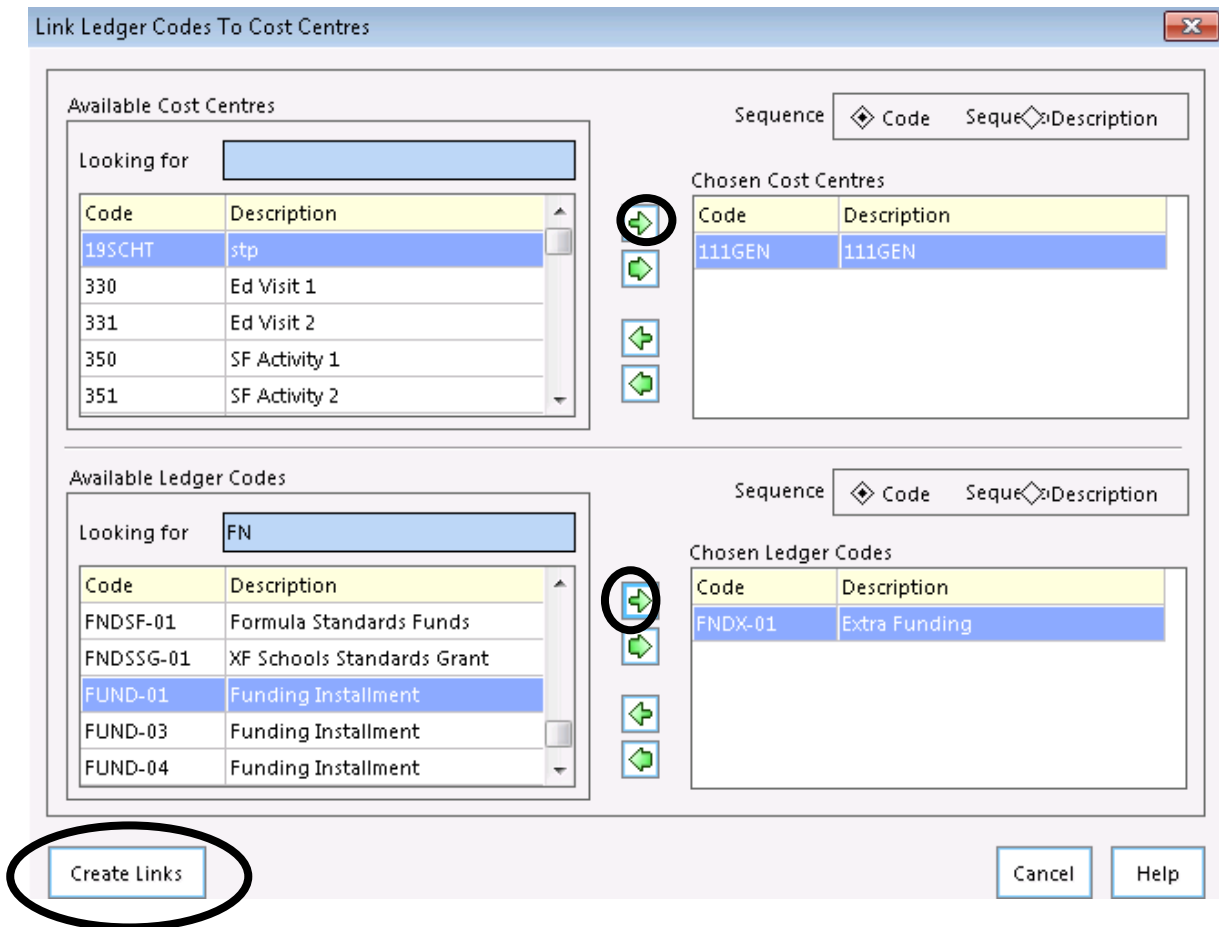 Link Ledger Codes To Cost Centres
Available Cost Centres
Sequence Code Description
Looking for
Code Description
19SCHT stp
330 Ed Visit 1
331 Ed Visit 2
350 SF Activity 1
351 SF Activity 2
Chosen Cost Centres
Code Description
111GEN 111GEN
Available Ledger Codes
Sequence Code Description
Looking for FN
Code Description
FNDSF-01 Formula Standards Funds
FNDSSG-01 XF Schools Standards Grant
FUND-01 Funding Installment
FUND-03 Funding Installment
FUND-04 Funding Installment
Chosen Ledger Codes
Code Description
FNDX-01 Extra Funding
Create Links
Cancel
Help